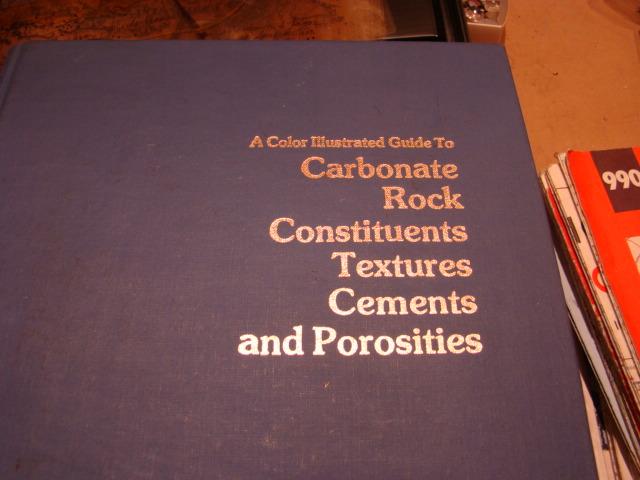 A Color Illustrated Guide To
Carbonate
Rock
Constituents
Textures
Cements
and Porosities
990